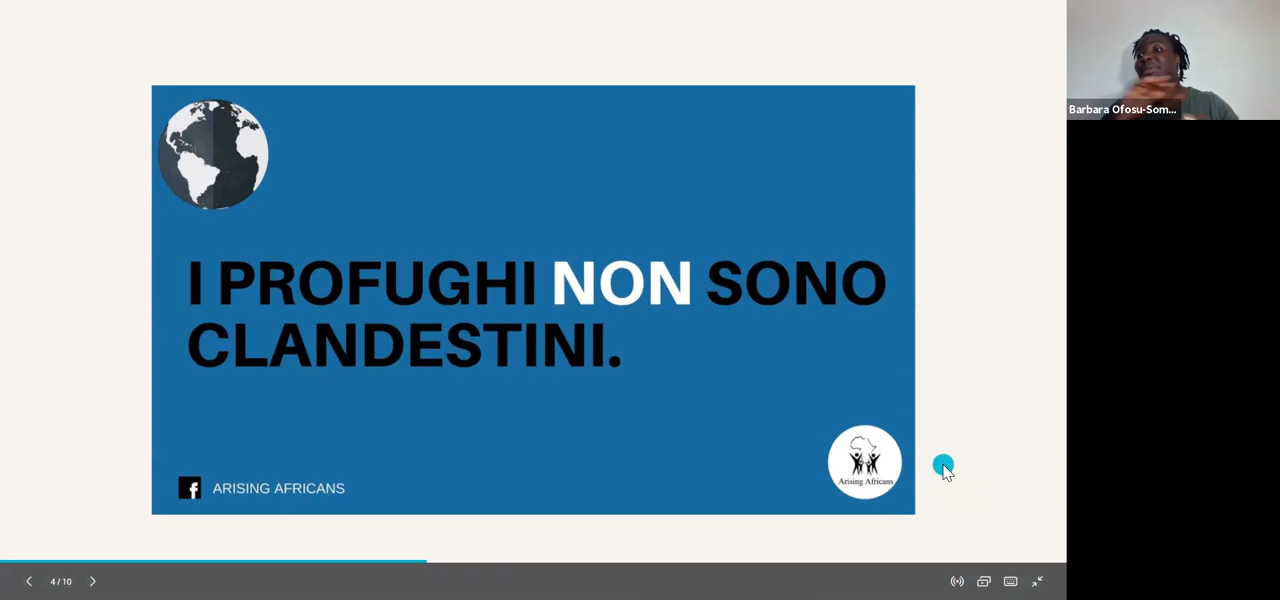 Barbara Ofosu-Som...
I PROFUGHI NON SONO
CLANDESTINI.
Arising Africans
f ARISING AFRICANS
4 / 10